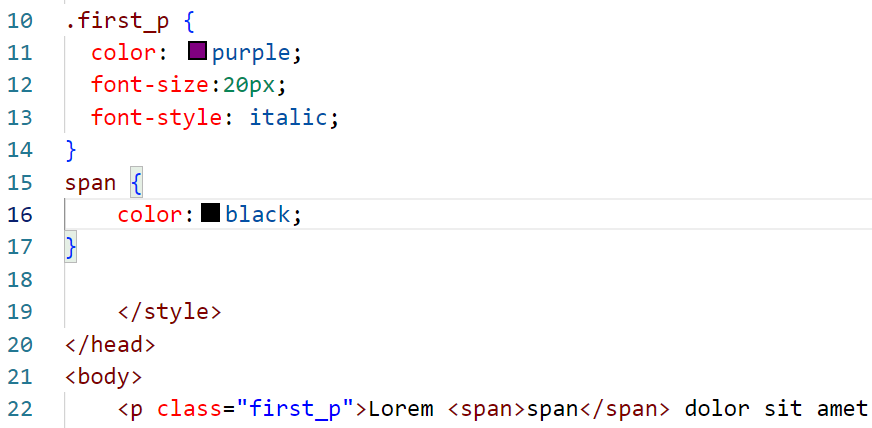 10 .first_p {
11   color: purple;
12   font-size:20px;
13   font-style: italic;
14 }
15 span {
16     color: black;
17 }
18
19     </style>
20 </head>
21 <body>
22     <p class="first_p">Lorem <span>span</span> dolor sit amet